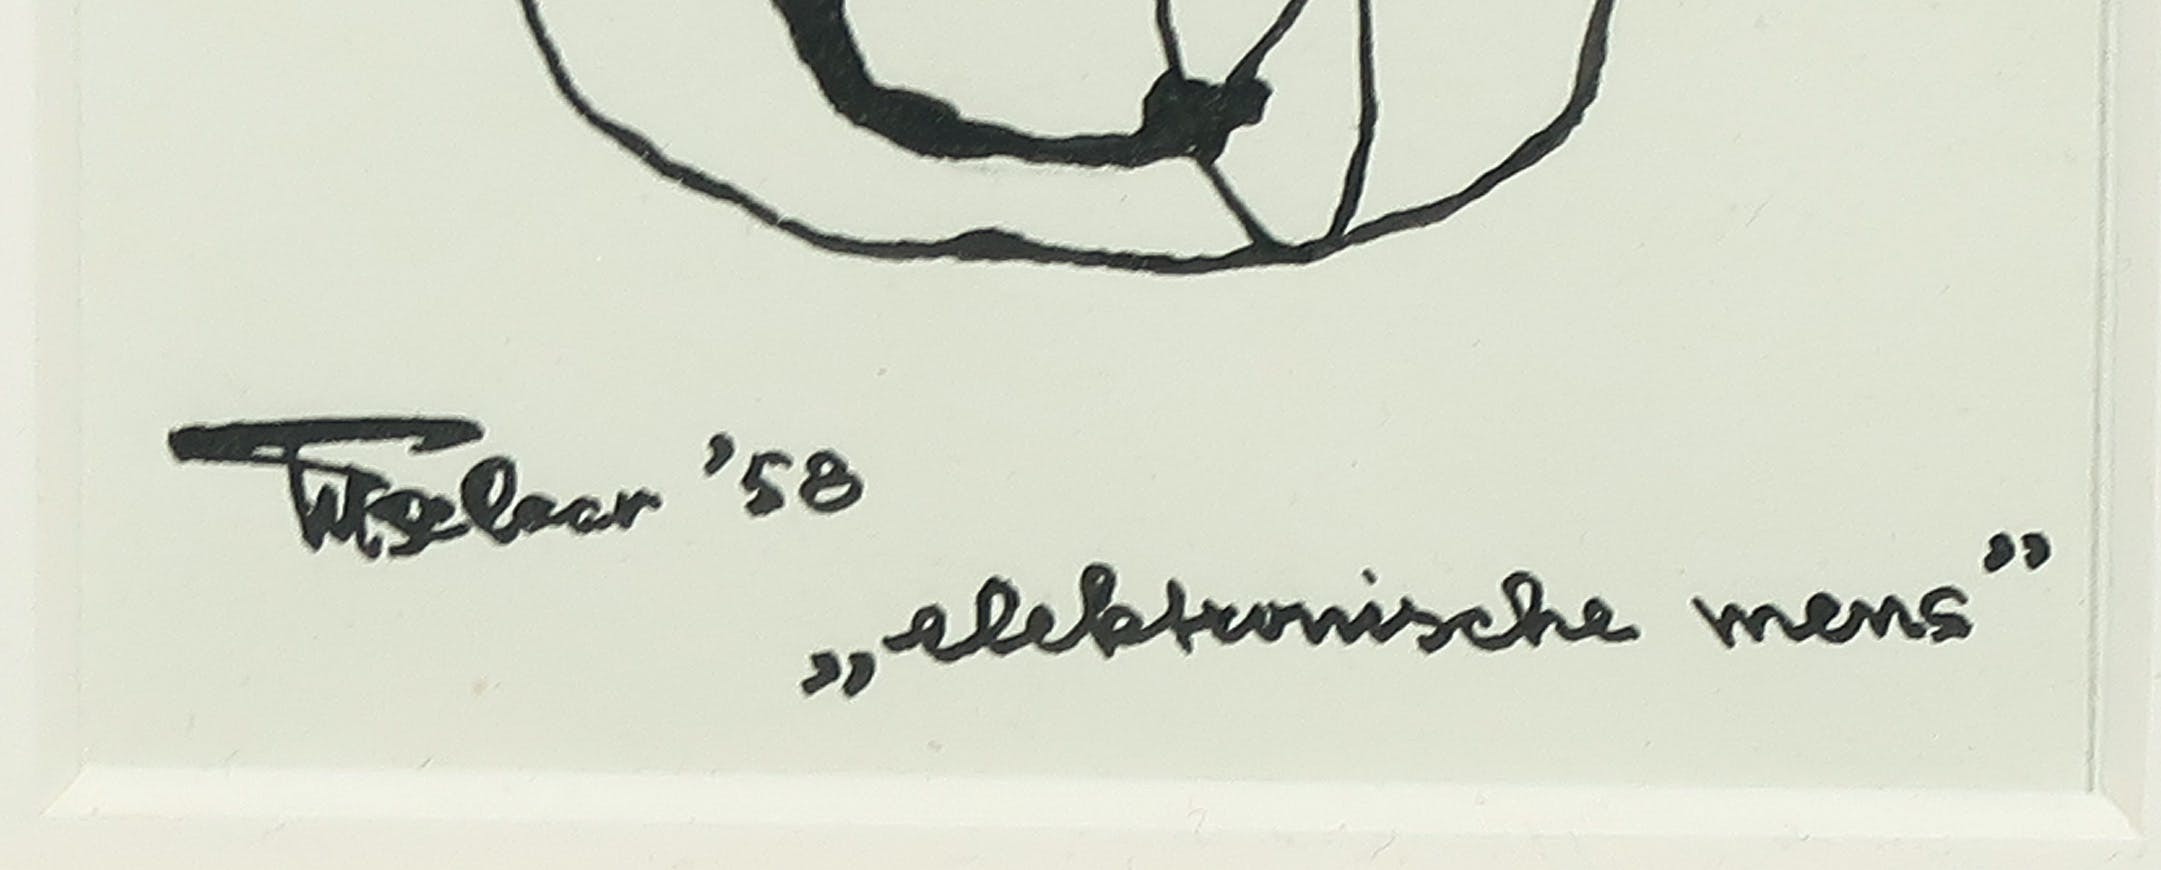 '58
„elektronische mens”